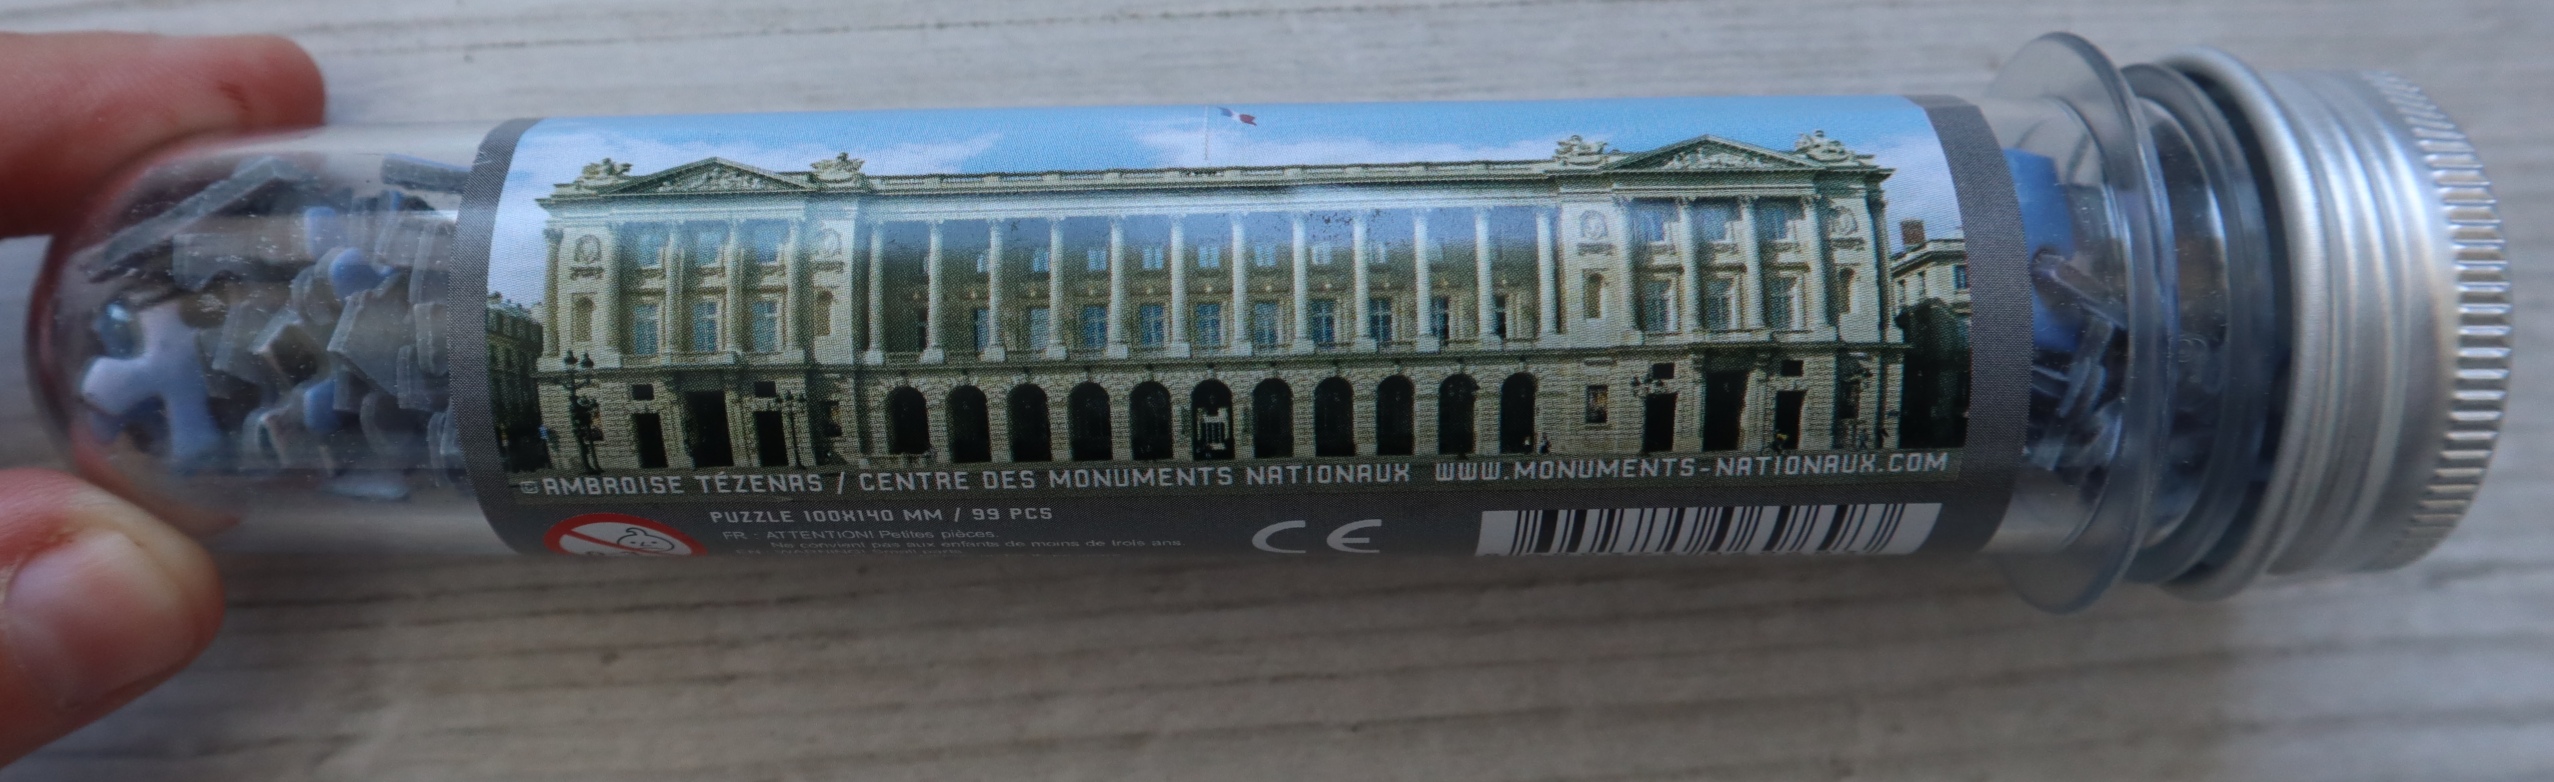 © AMBROISE TÉZENAS / CENTRE DES MONUMENTS NATIONAUX WWW.MONUMENTS-NATIONAUX.COM
PUZZLE 100X140 MM / 99 PCS
FR : ATTENTION! Petites pièces.
Ne convient pas aux enfants de moins de trois ans.
CE